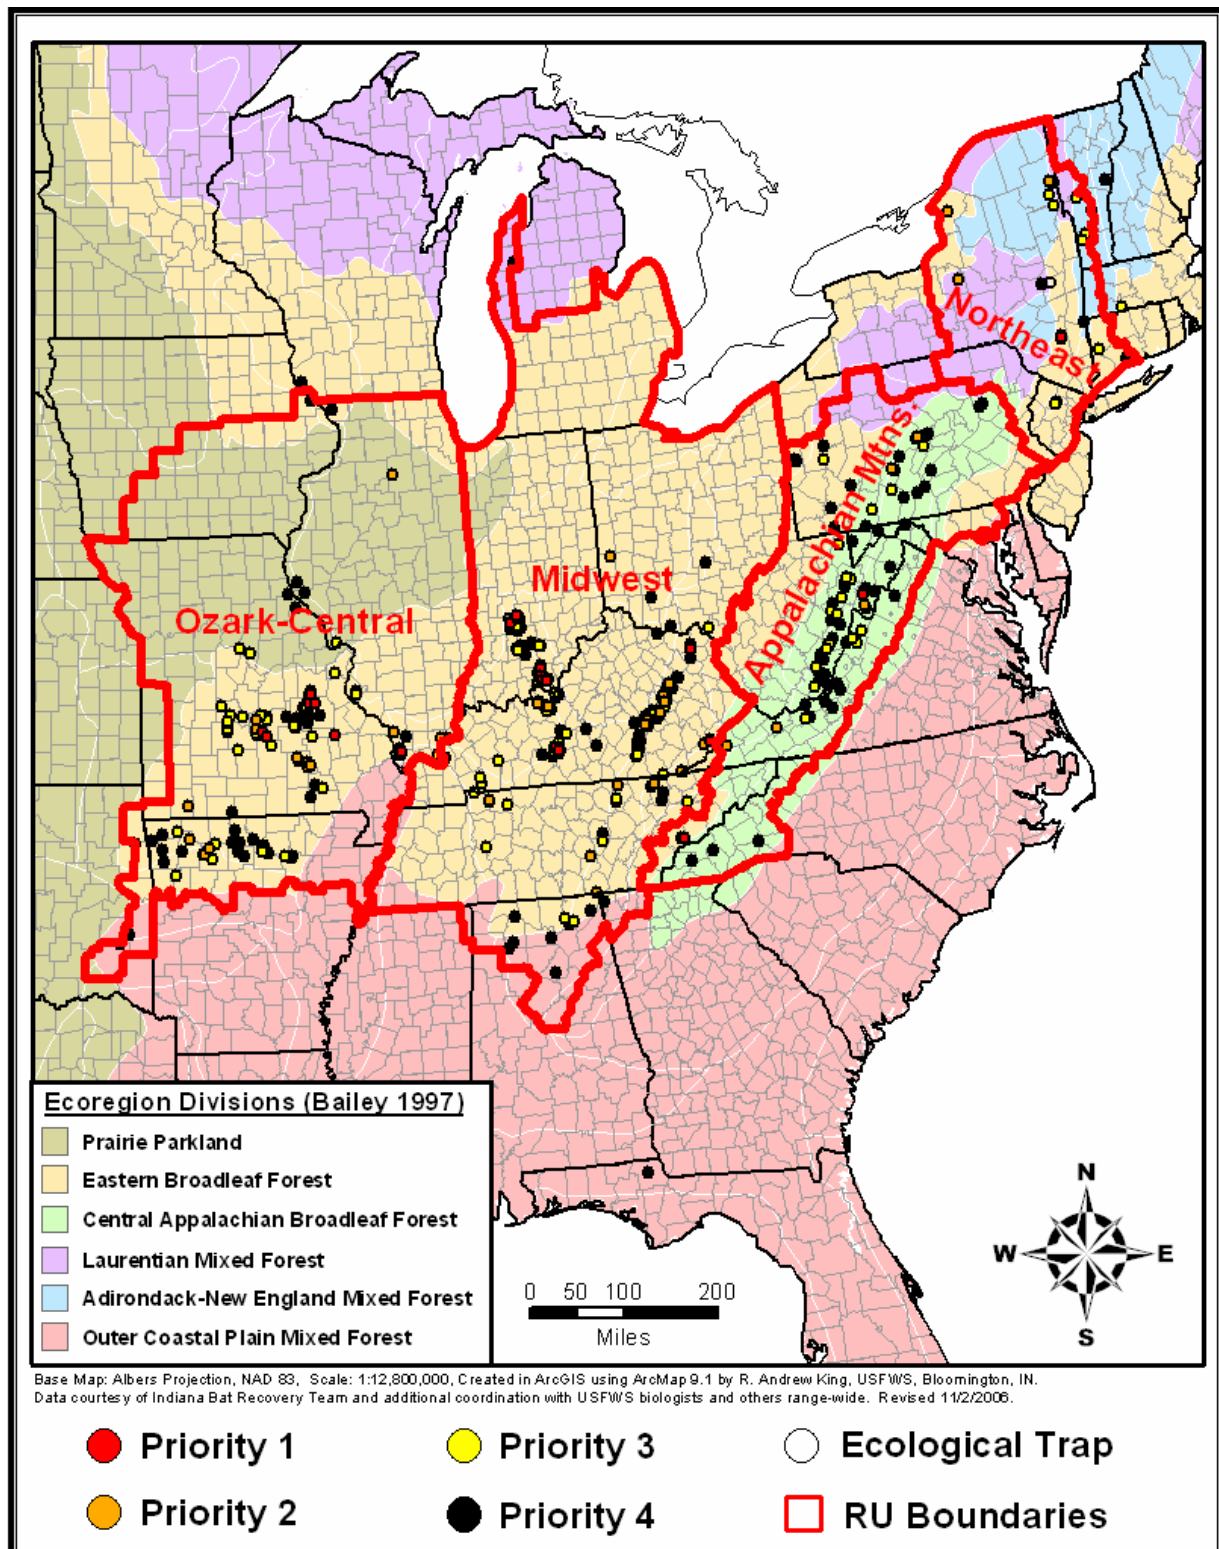 Northeast
Appalachian Mtns.
Midwest
Ozark-Central
Ecoregion Divisions (Bailey 1997)
Prairie Parkland
Eastern Broadleaf Forest
Central Appalachian Broadleaf Forest
Laurentian Mixed Forest
Adirondack-New England Mixed Forest
Outer Coastal Plain Mixed Forest
0 50 100 200
Miles
N
W E
S
Base Map: Albers Projection, NAD 83, Scale: 1:12,800,000, Created in ArcGIS using ArcMap 9.1 by R. Andrew King, USFWS, Bloomington, IN.
Data courtesy of Indiana Bat Recovery Team and additional coordination with USFWS biologists and others range-wide. Revised 11/2/2006.
Priority 1 Priority 3 Ecological Trap
Priority 2 Priority 4 RU Boundaries